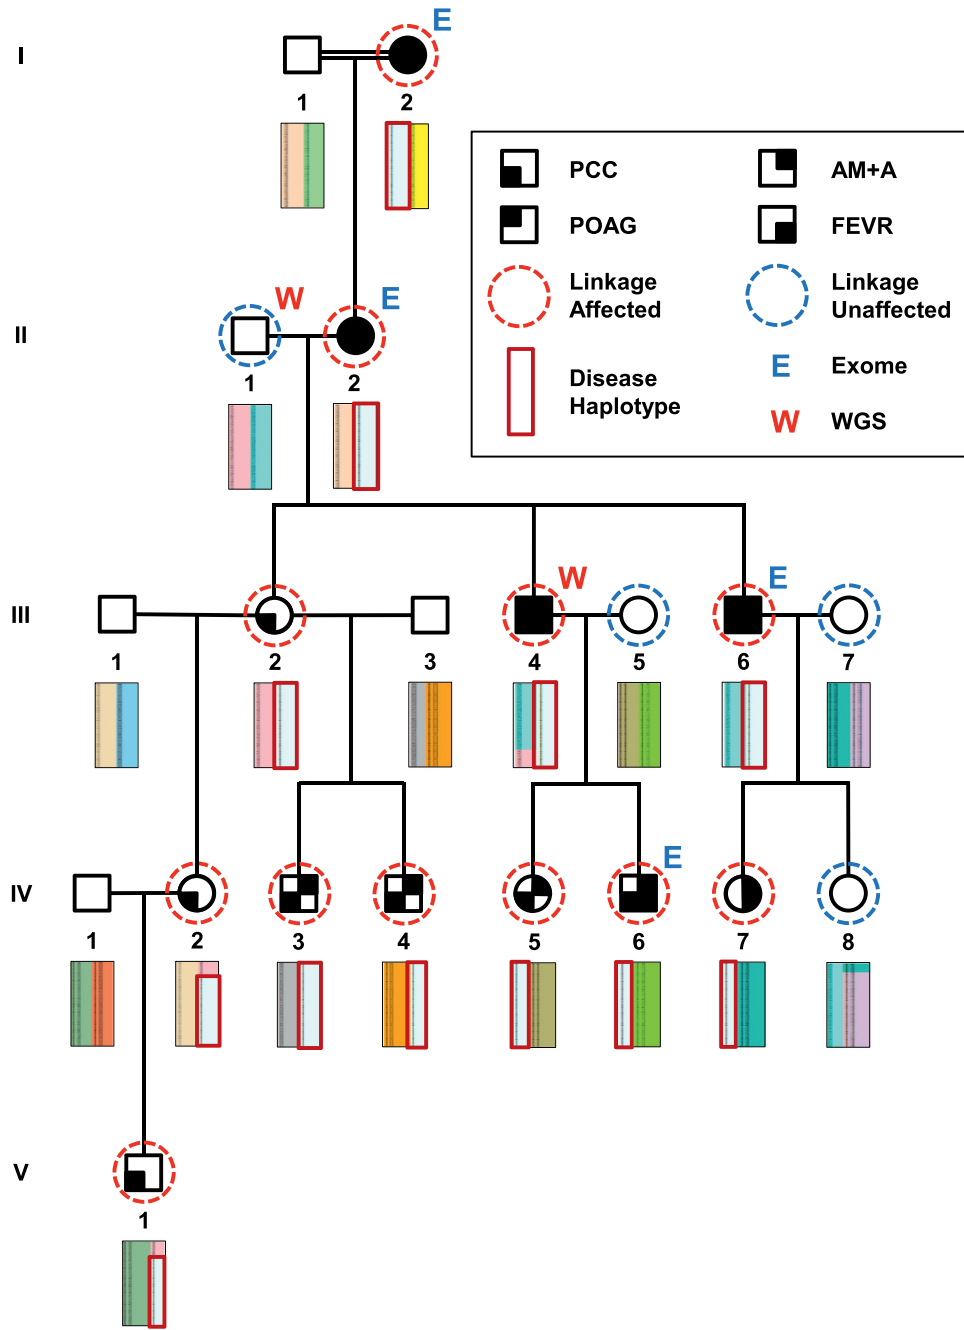 E
I
1 2
PCC AM+A
POAG FEVR
Linkage Affected Linkage Unaffected
W E
II
1 2
Disease Haplotype
E Exome
W WGS
W E
III
1 2 3 4 5 6 7
E
IV
1 2 3 4 5 6 7 8
V
1